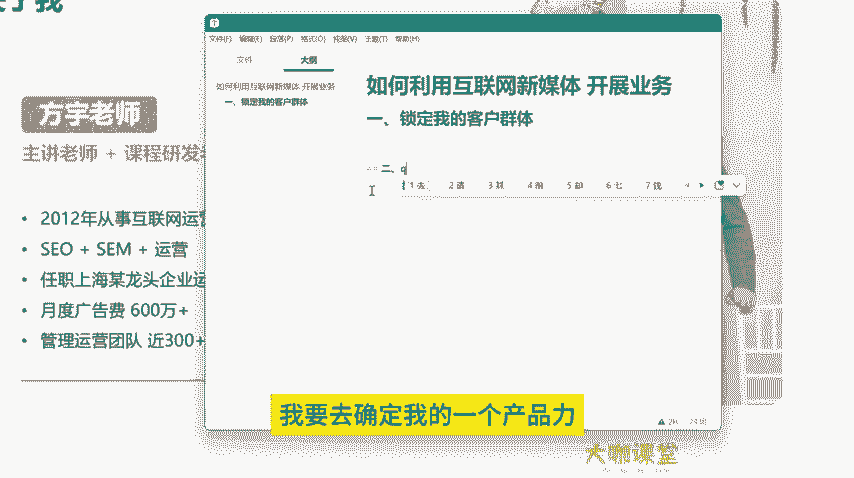 关于我
方宇老师
主讲老师 + 课程研发
2012年从事互联网运营
SEO + SEM + 运营
任职上海某龙头企业运
月度广告费 600万+
管理运营团队 近300+
文件(F) 编辑(E) 段落(P) 格式(O) 视图(V) 主题(T) 帮助(H)
文件 大纲
如何利用互联网新媒体 开展业务
一、锁定我的客户群体
如何利用互联网新媒体 开展业务
一、锁定我的客户群体
二、q
1 去 2 请 3 球 4 前 5 却 6 七 7 钱
我要去确定我的一个产品力